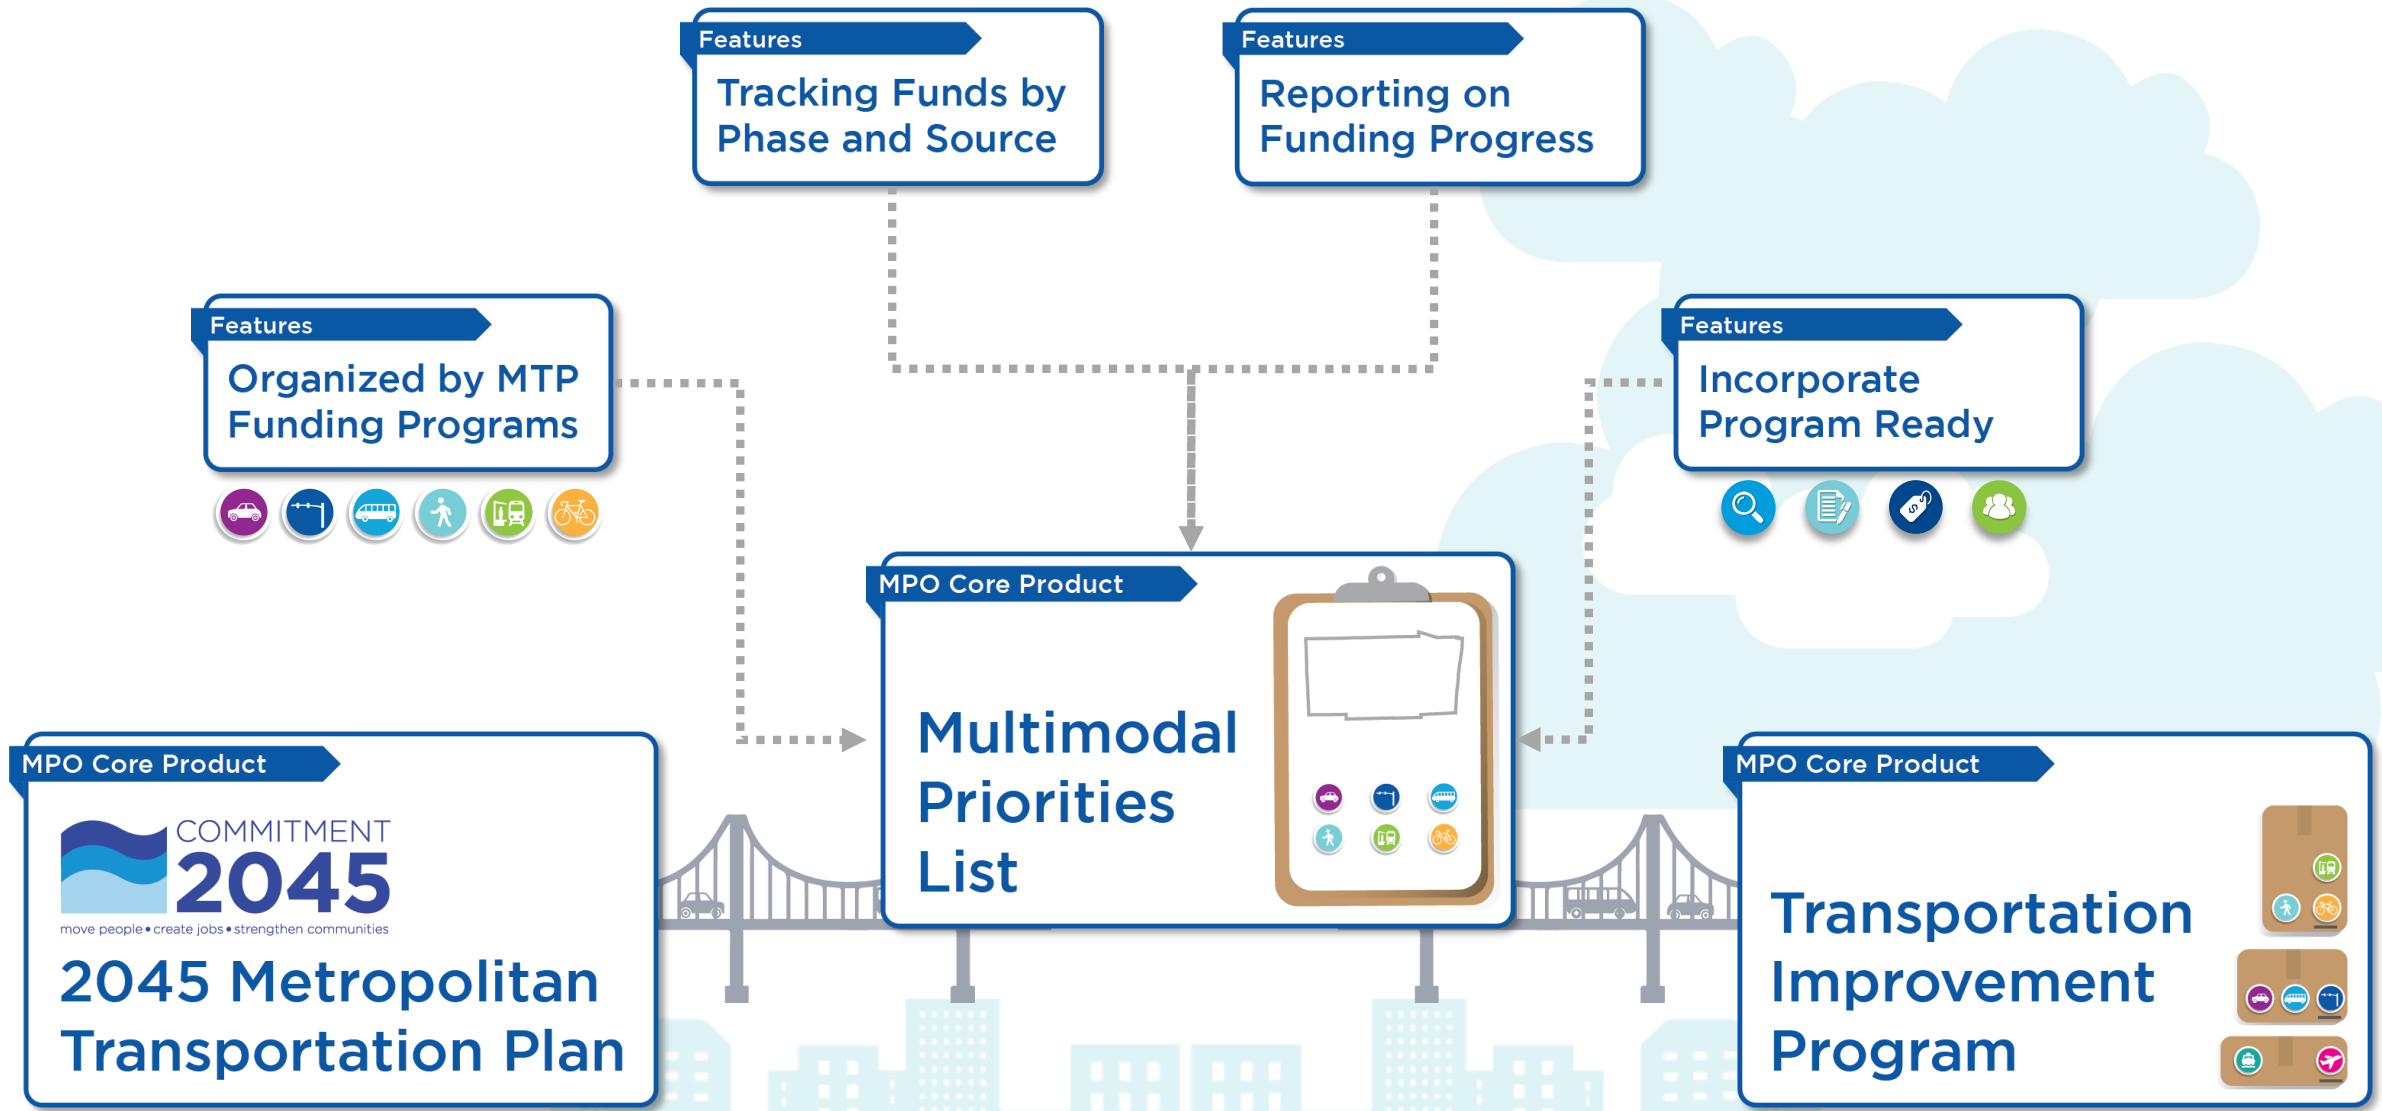 Features
Tracking Funds by
Phase and Source
Features
Reporting on
Funding Progress
Features
Organized by MTP
Funding Programs
Features
Incorporate
Program Ready
$
MPO Core Product
Multimodal
Priorities
List
MPO Core Product
COMMITMENT
2045
move people • create jobs • strengthen communities
2045 Metropolitan
Transportation Plan
MPO Core Product
Transportation
Improvement
Program